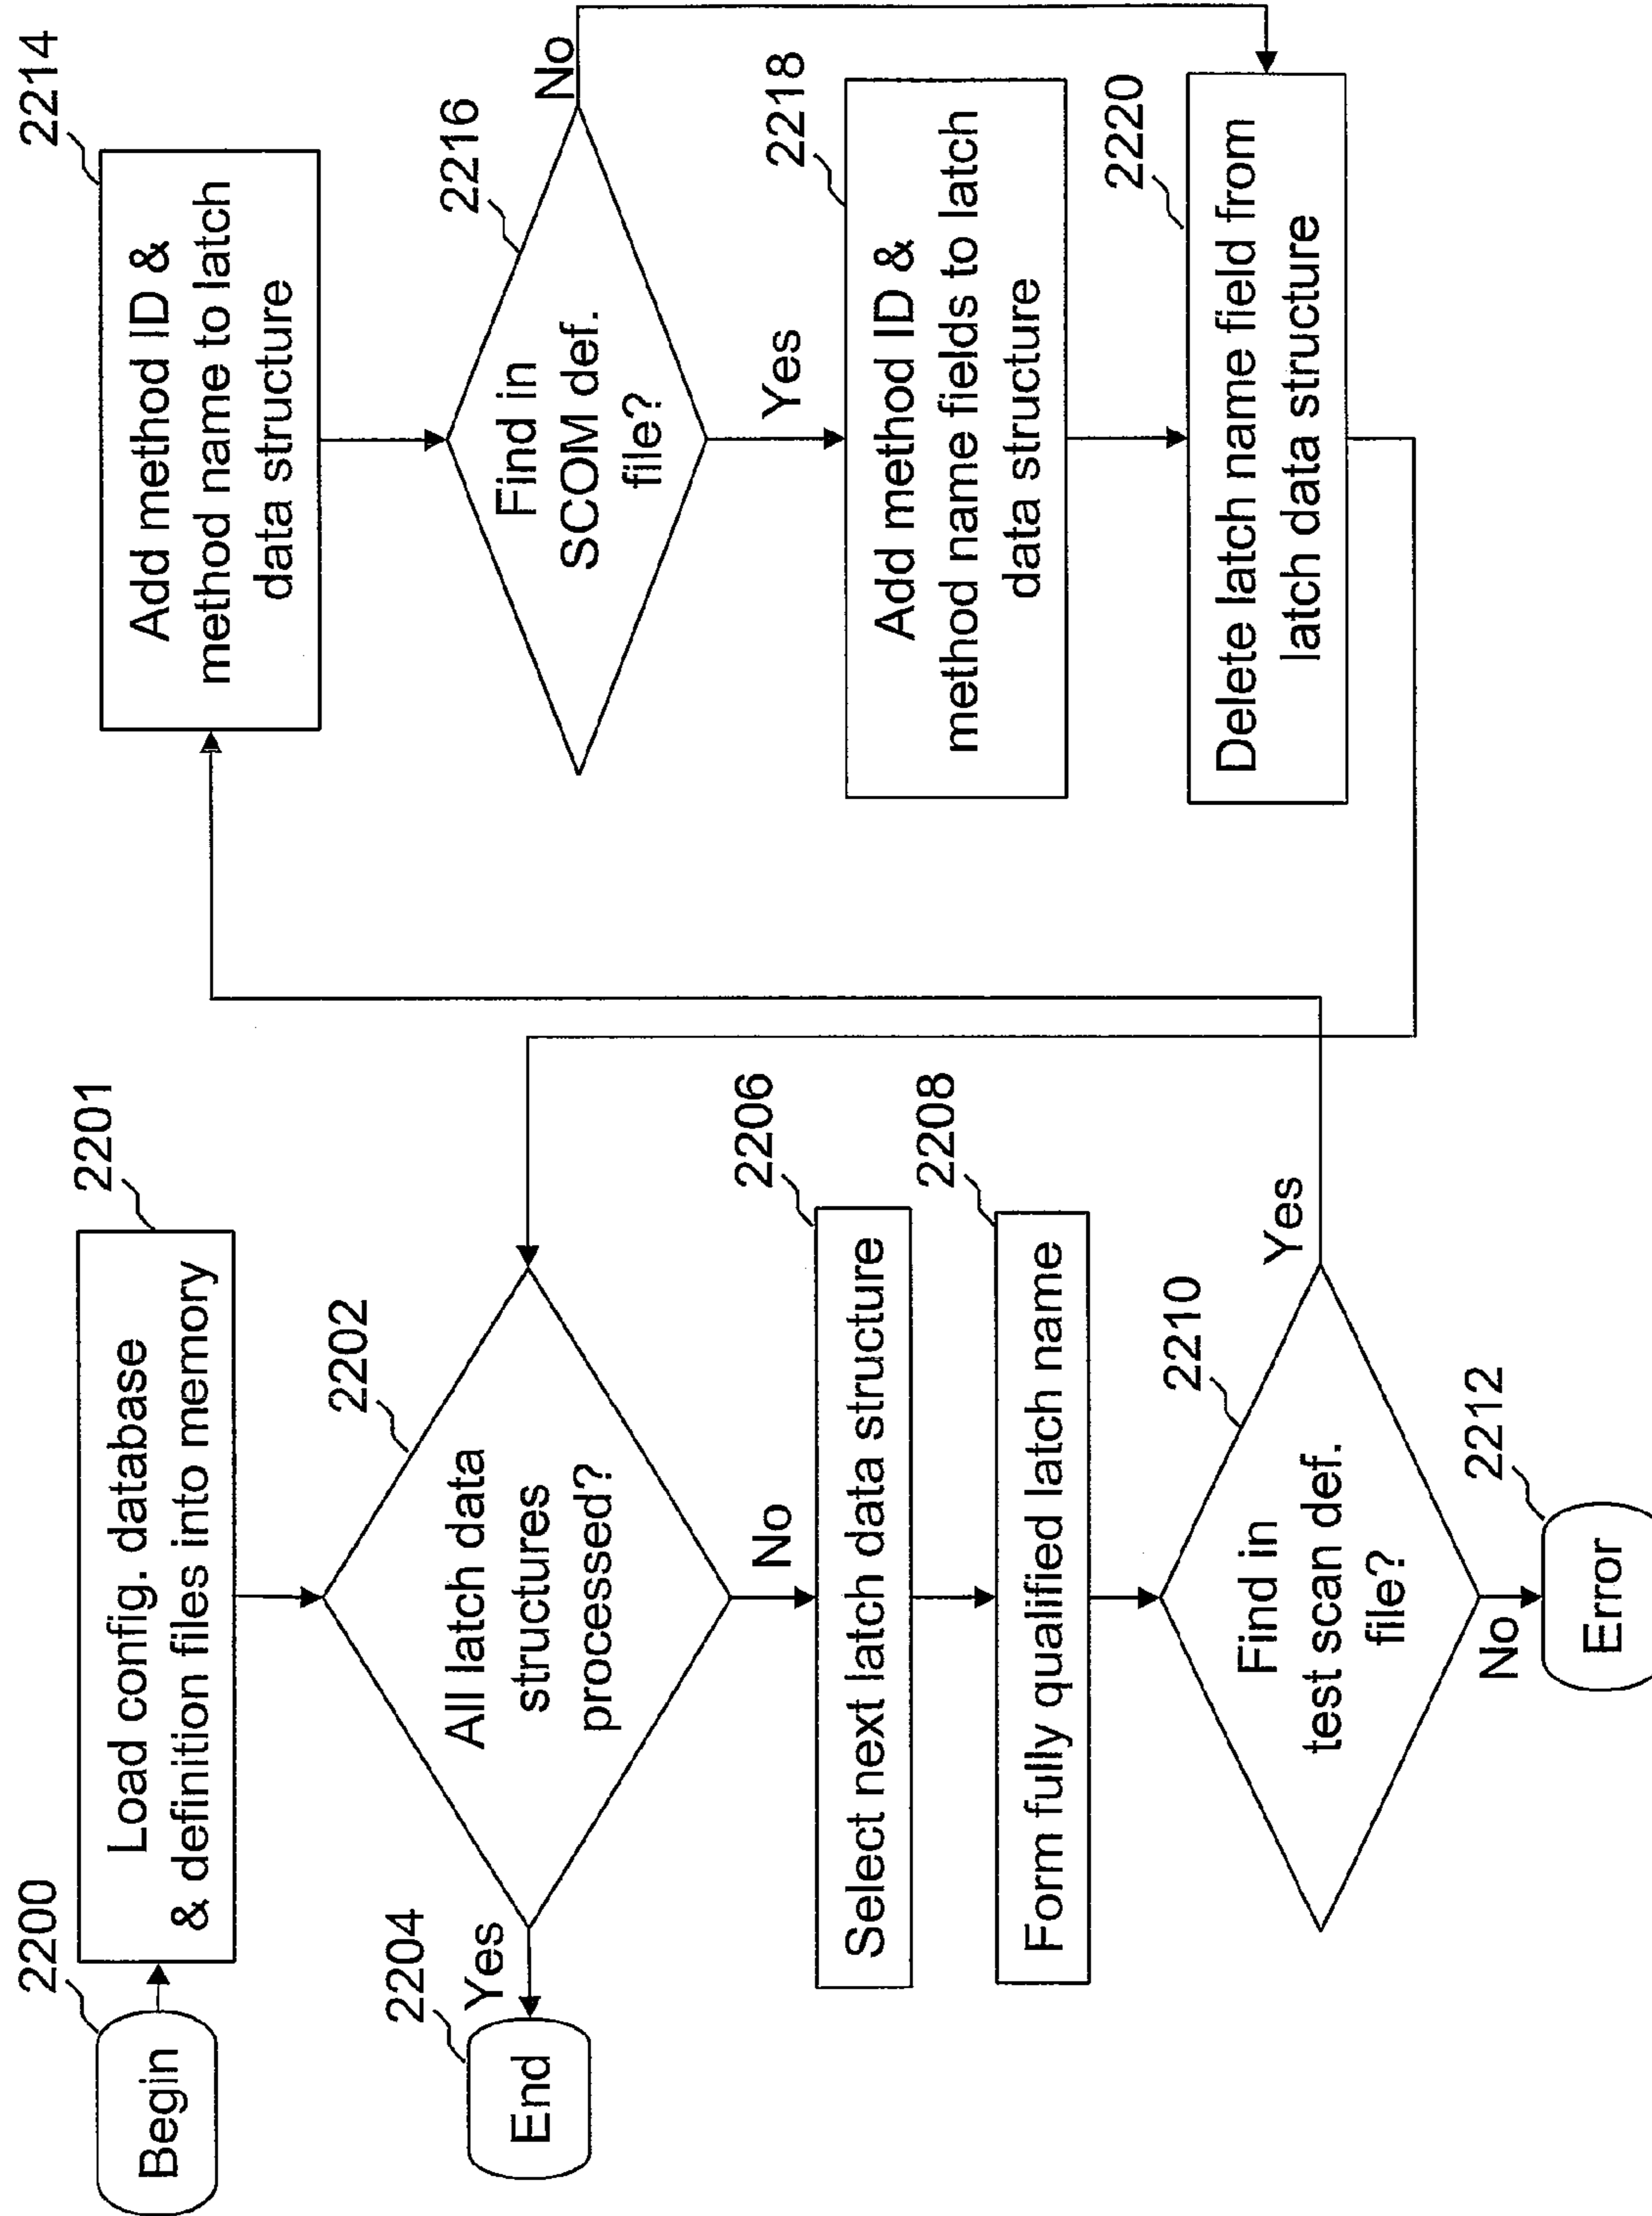 2200
Begin
2201
Load config. database
& definition files into memory
2202
All latch data
structures
processed?
Yes
2204
End
No
2206
Select next latch data structure
2208
Form fully qualified latch name
2210
Find in
test scan def.
file?
Yes
No
2212
Error
2214
Add method ID &
method name to latch
data structure
2216
Find in
SCOM def.
file?
No
Yes
2218
Add method ID &
method name fields to latch
data structure
2220
Delete latch name field from
latch data structure